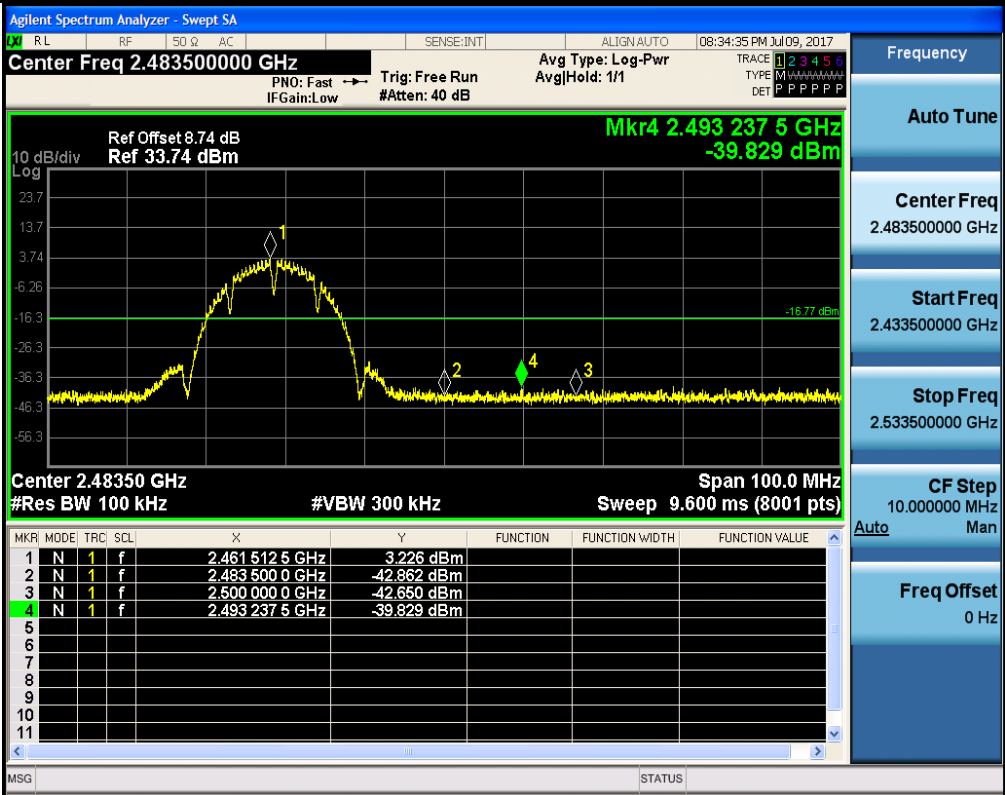 Agilent Spectrum Analyzer - Swept SA
LXI RL RF 50 Ω AC SENSE:INT ALIGN AUTO 08:34:35 PM Jul 09, 2017
Center Freq 2.483500000 GHz
PNO: Fast
IFGain:Low
Trig: Free Run
#Atten: 40 dB
Avg Type: Log-Pwr
Avg|Hold: 1/1
TRACE 1 2 3 4 5 6
TYPE M
DET P P P P P P
Ref Offset 8.74 dB
10 dB/div Ref 33.74 dBm
Log
Mkr4 2.493 237 5 GHz
-39.829 dBm
23.7
13.7
3.74
-6.26
-16.3
-26.3
-36.3
-46.3
-56.3
1
-16.77 dBm
2
4
3
Center 2.48350 GHz Span 100.0 MHz
#Res BW 100 kHz #VBW 300 kHz Sweep 9.600 ms (8001 pts)
MKR MODE TRC SCL X Y FUNCTION FUNCTION WIDTH FUNCTION VALUE
1 N 1 f 2.461 512 5 GHz 3.226 dBm
2 N 1 f 2.483 500 0 GHz -42.862 dBm
3 N 1 f 2.500 000 0 GHz -42.650 dBm
4 N 1 f 2.493 237 5 GHz -39.829 dBm
5
6
7
8
9
10
11
MSG STATUS
Frequency
Auto Tune
Center Freq
2.483500000 GHz
Start Freq
2.433500000 GHz
Stop Freq
2.533500000 GHz
CF Step
10.000000 MHz
Auto Man
Freq Offset
0 Hz